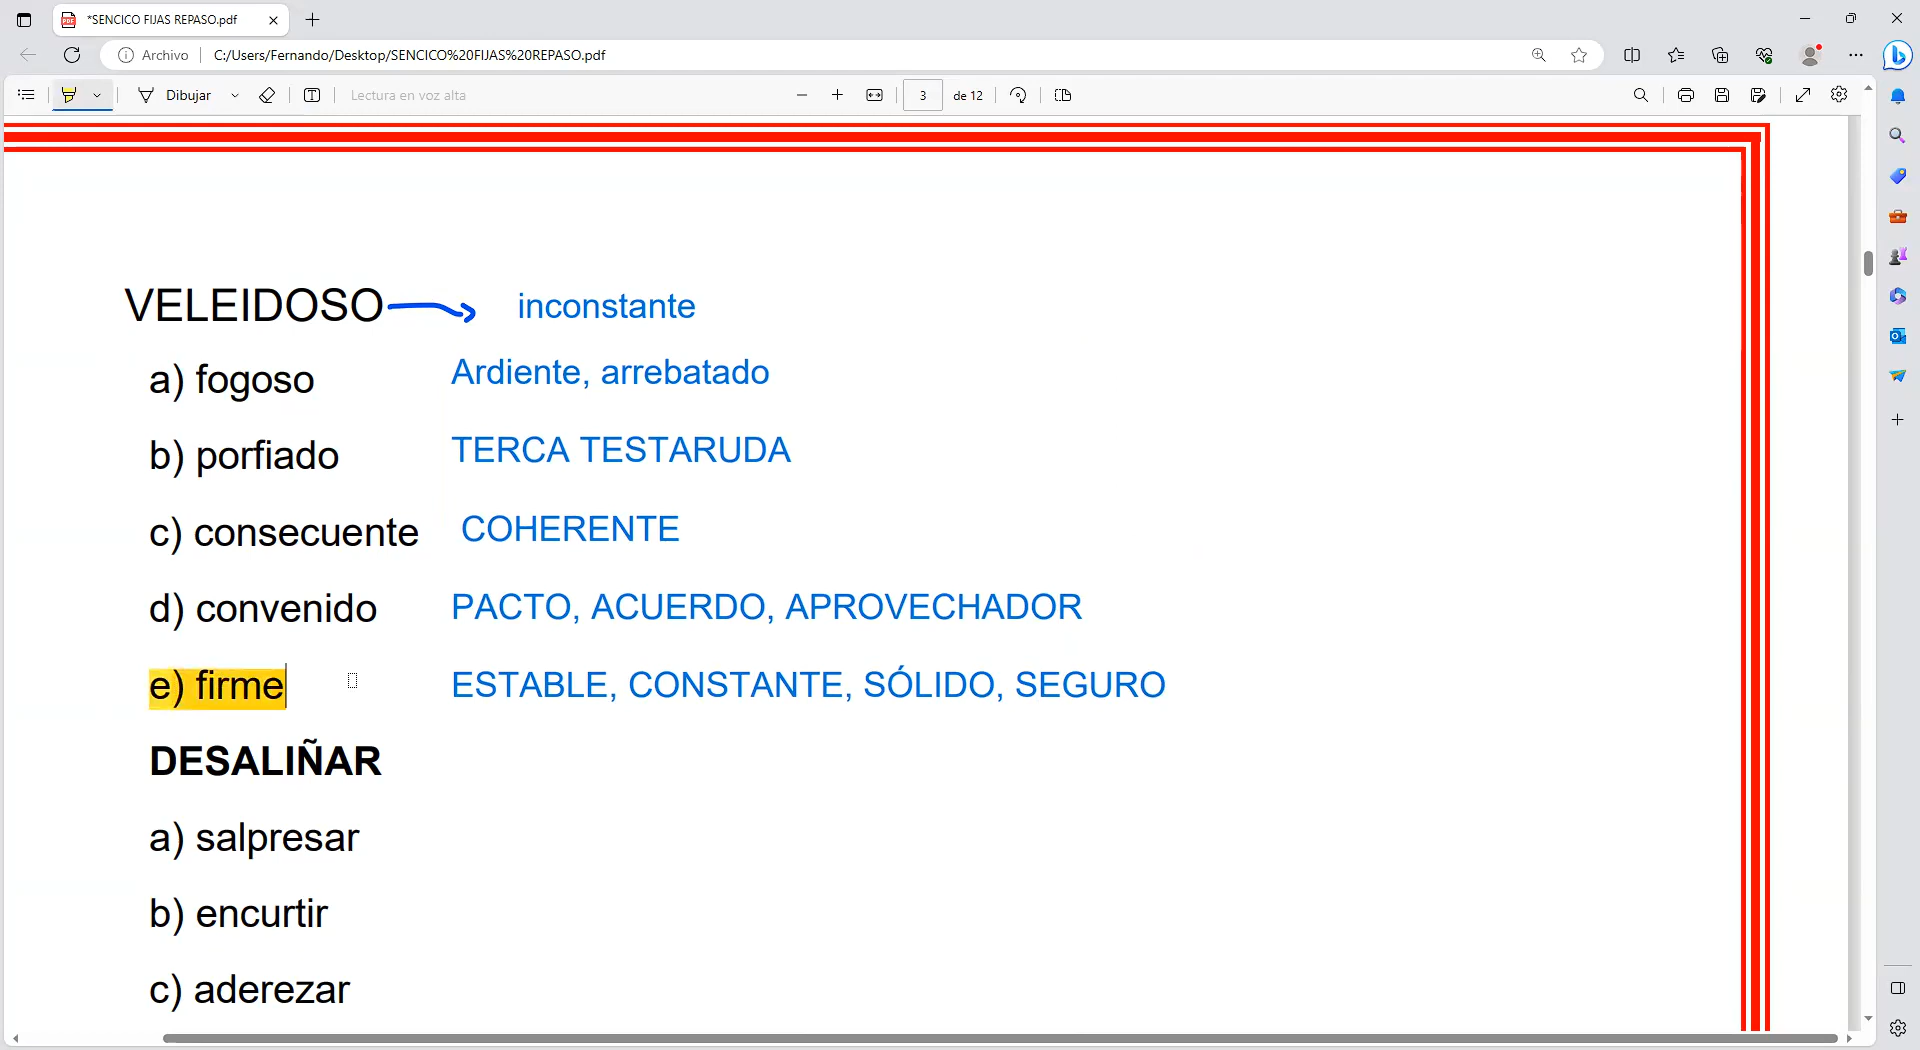 *SENCICO FIJAS REPASO.pdf
Archivo
C:/Users/Fernando/Desktop/SENCICO%20FIJAS%20REPASO.pdf
Dibujar
Lectura en voz alta
3 de 12
VELEIDOSO inconstante
a) fogoso Ardiente, arrebatado
b) porfiado TERCA TESTARUDA
c) consecuente COHERENTE
d) convenido PACTO, ACUERDO, APROVECHADOR
e) firme ESTABLE, CONSTANTE, SÓLIDO, SEGURO
DESALIÑAR
a) salpresar
b) encurtir
c) aderezar